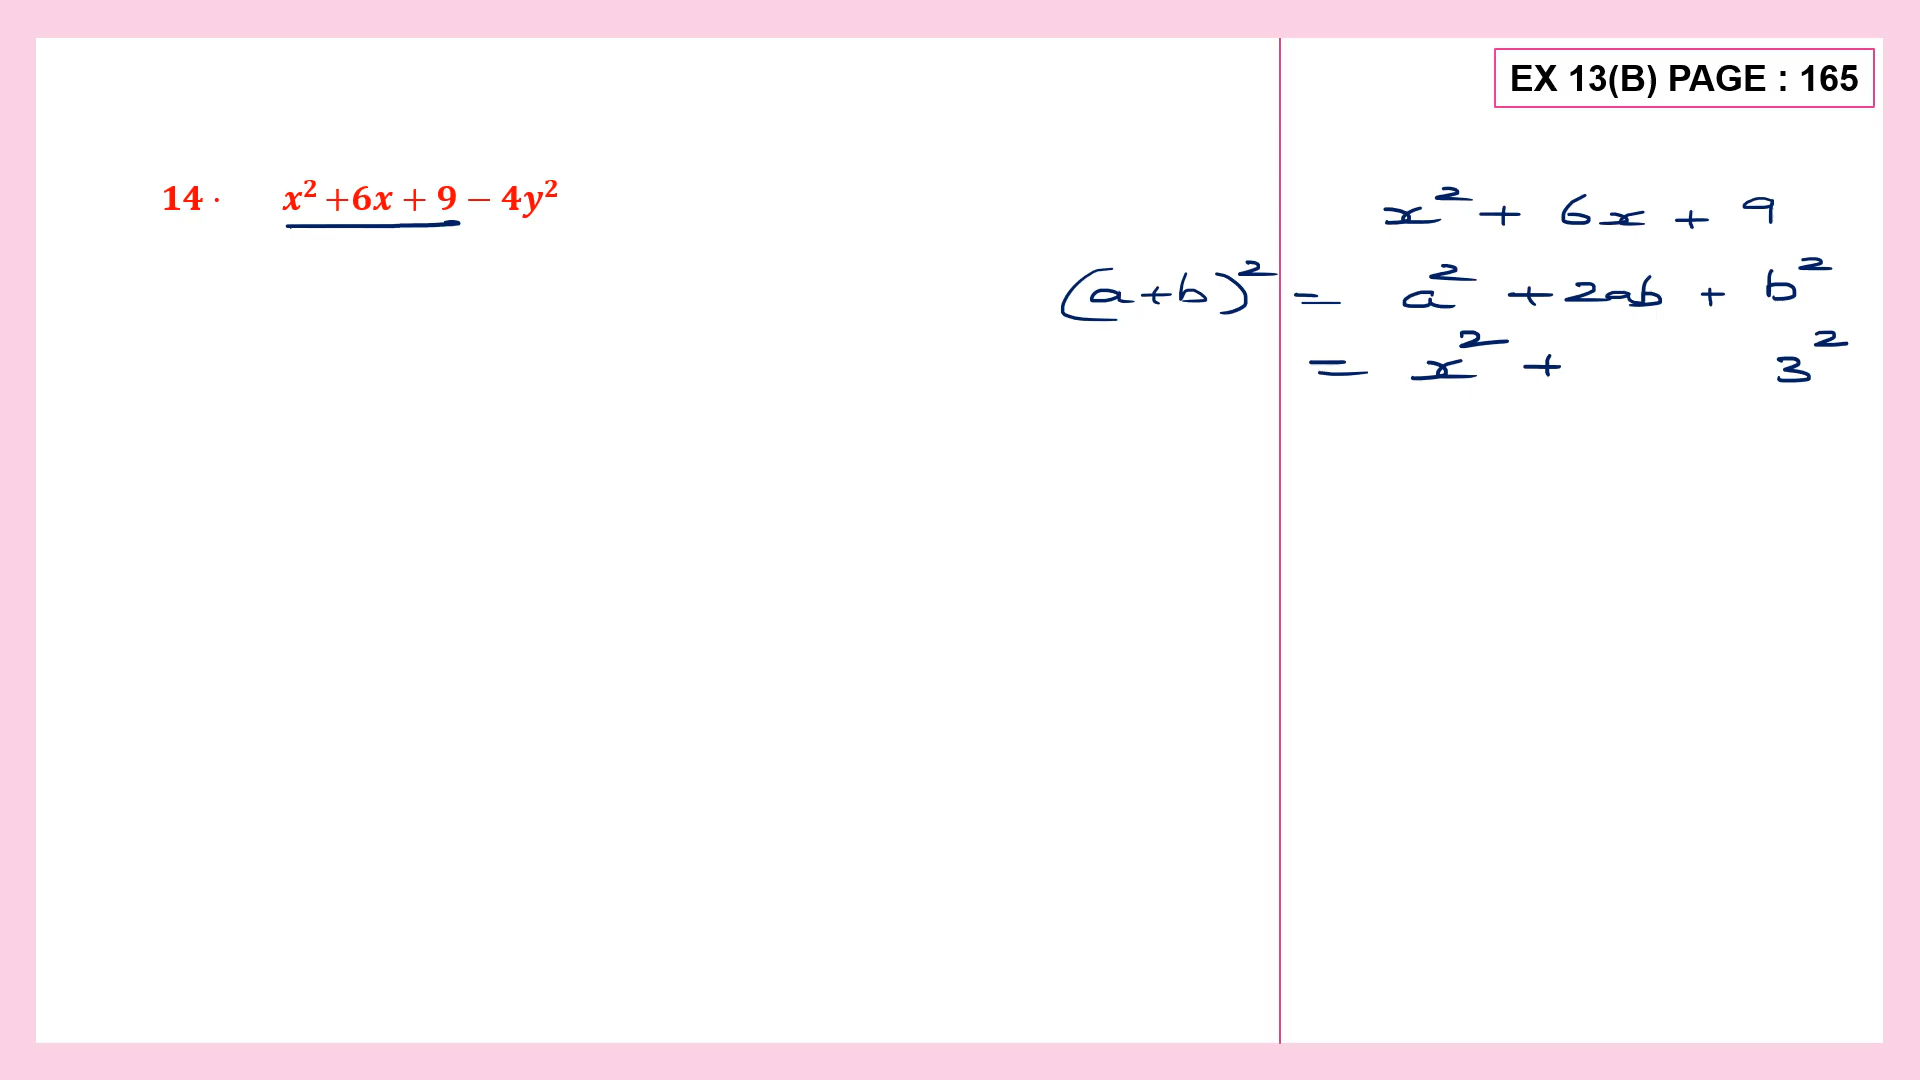 EX 13(B) PAGE : 165
14 · x² +6x + 9 − 4y²
x² + 6x + 9
(a+b)² = a² + 2ab + b²
= x² + 3²